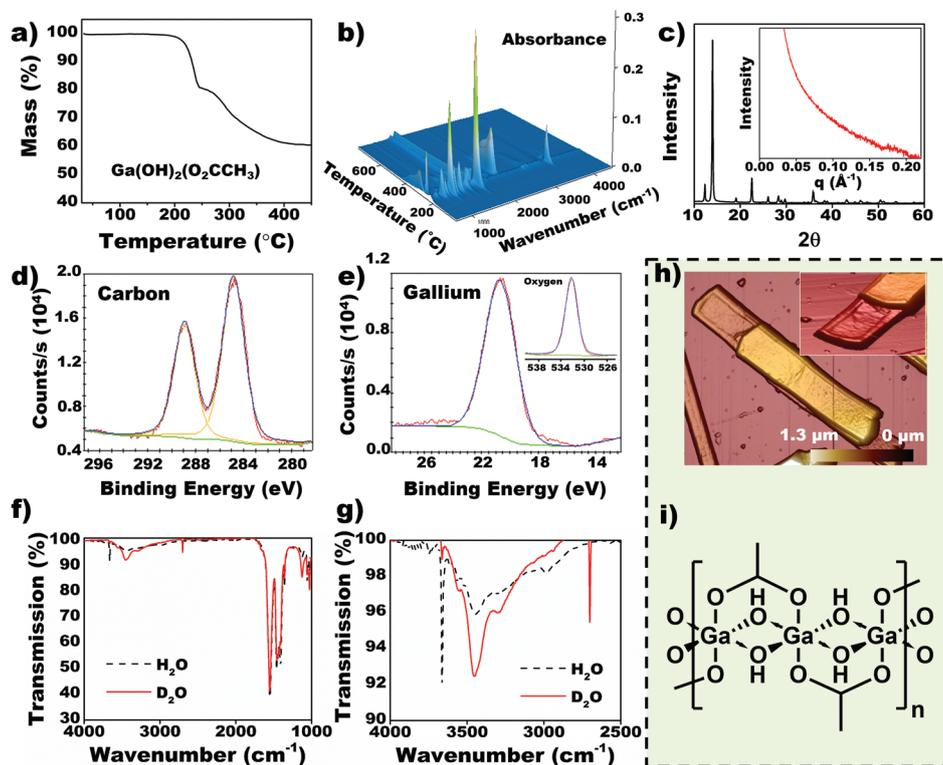 a)
100
90
80
70
60
50
40
Mass (%)
Ga(OH)2(O2CCH3)
100
200
300
400
Temperature (°C)
b)
Absorbance
0.3
0.2
0.1
0.0
600
400
200
Temperature (°C)
1000
1000
2000
3000
4000
Wavenumber (cm-1)
c)
Intensity
10
20
30
40
50
60
2θ
Intensity
0.00
0.05
0.10
0.15
0.20
q (Å-1)
d)
Carbon
2.0
1.6
1.2
0.8
0.4
Counts/s (10^4)
296
292
288
284
280
Binding Energy (eV)
e)
Gallium
1.2
0.8
0.4
0.0
Counts/s (10^4)
Oxygen
538
534
530
526
26
22
18
14
Binding Energy (eV)
f)
100
90
80
70
60
50
40
30
Transmission (%)
H2O
D2O
4000
3000
2000
1000
Wavenumber (cm-1)
g)
100
98
96
94
92
90
Transmission (%)
H2O
D2O
4000
3500
3000
2500
Wavenumber (cm-1)
h)
1.3 µm
0 µm
i)
O H O H O
O O O O
Ga Ga Ga
O O O O
O H O H O
n